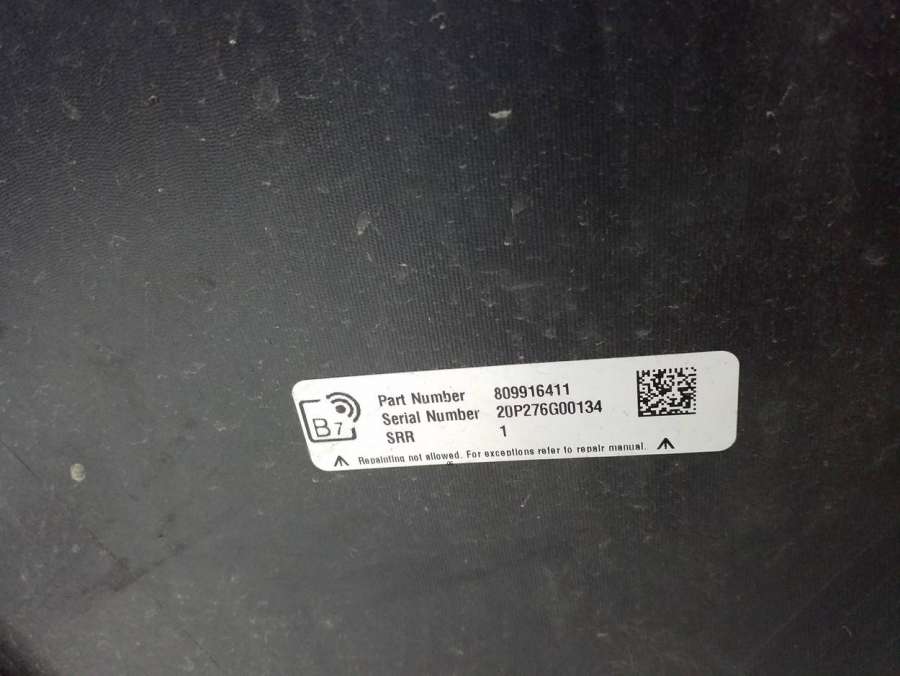 B7
Part Number 809916411
Serial Number 20P276G00134
SRR 1
Repainting not allowed. For exceptions refer to repair manual.